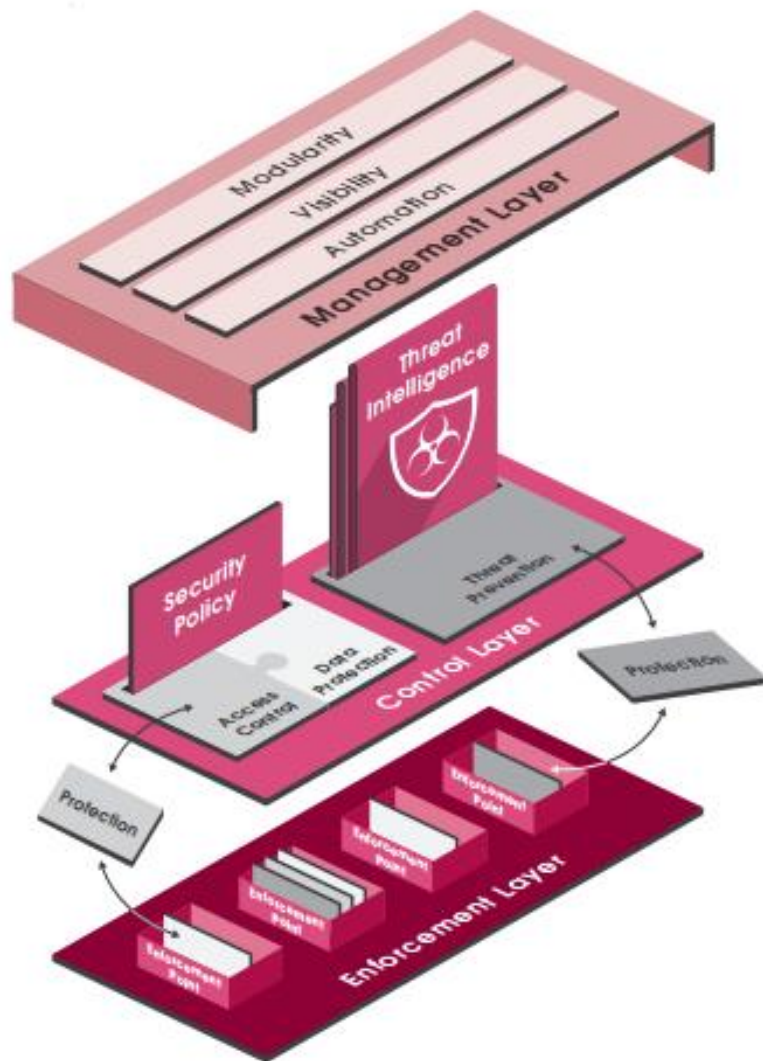 Modularity
Visibility
Automation
Management Layer
Threat
Intelligence
Security
Policy
Threat
Prevention
Data
Protection
Access
Control
Control Layer
Protection
Protection
Enforcement
Point
Enforcement
Point
Enforcement
Point
Enforcement
Point
Enforcement Layer